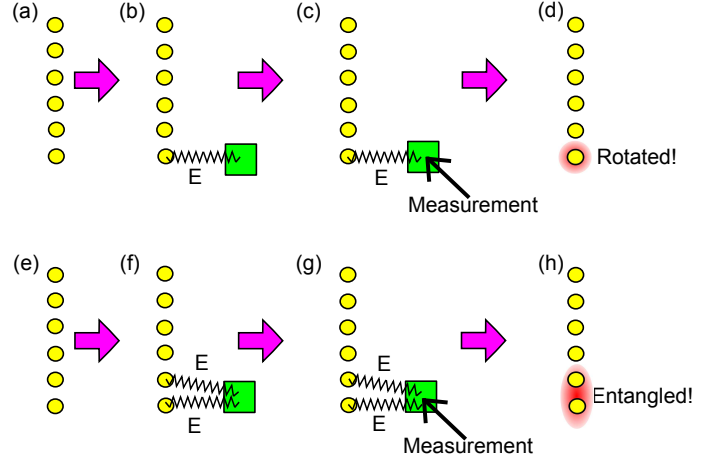 (a) (b) (c) (d)
E E Rotated!
Measurement
(e) (f) (g) (h)
E E
Entangled!
E E
Measurement